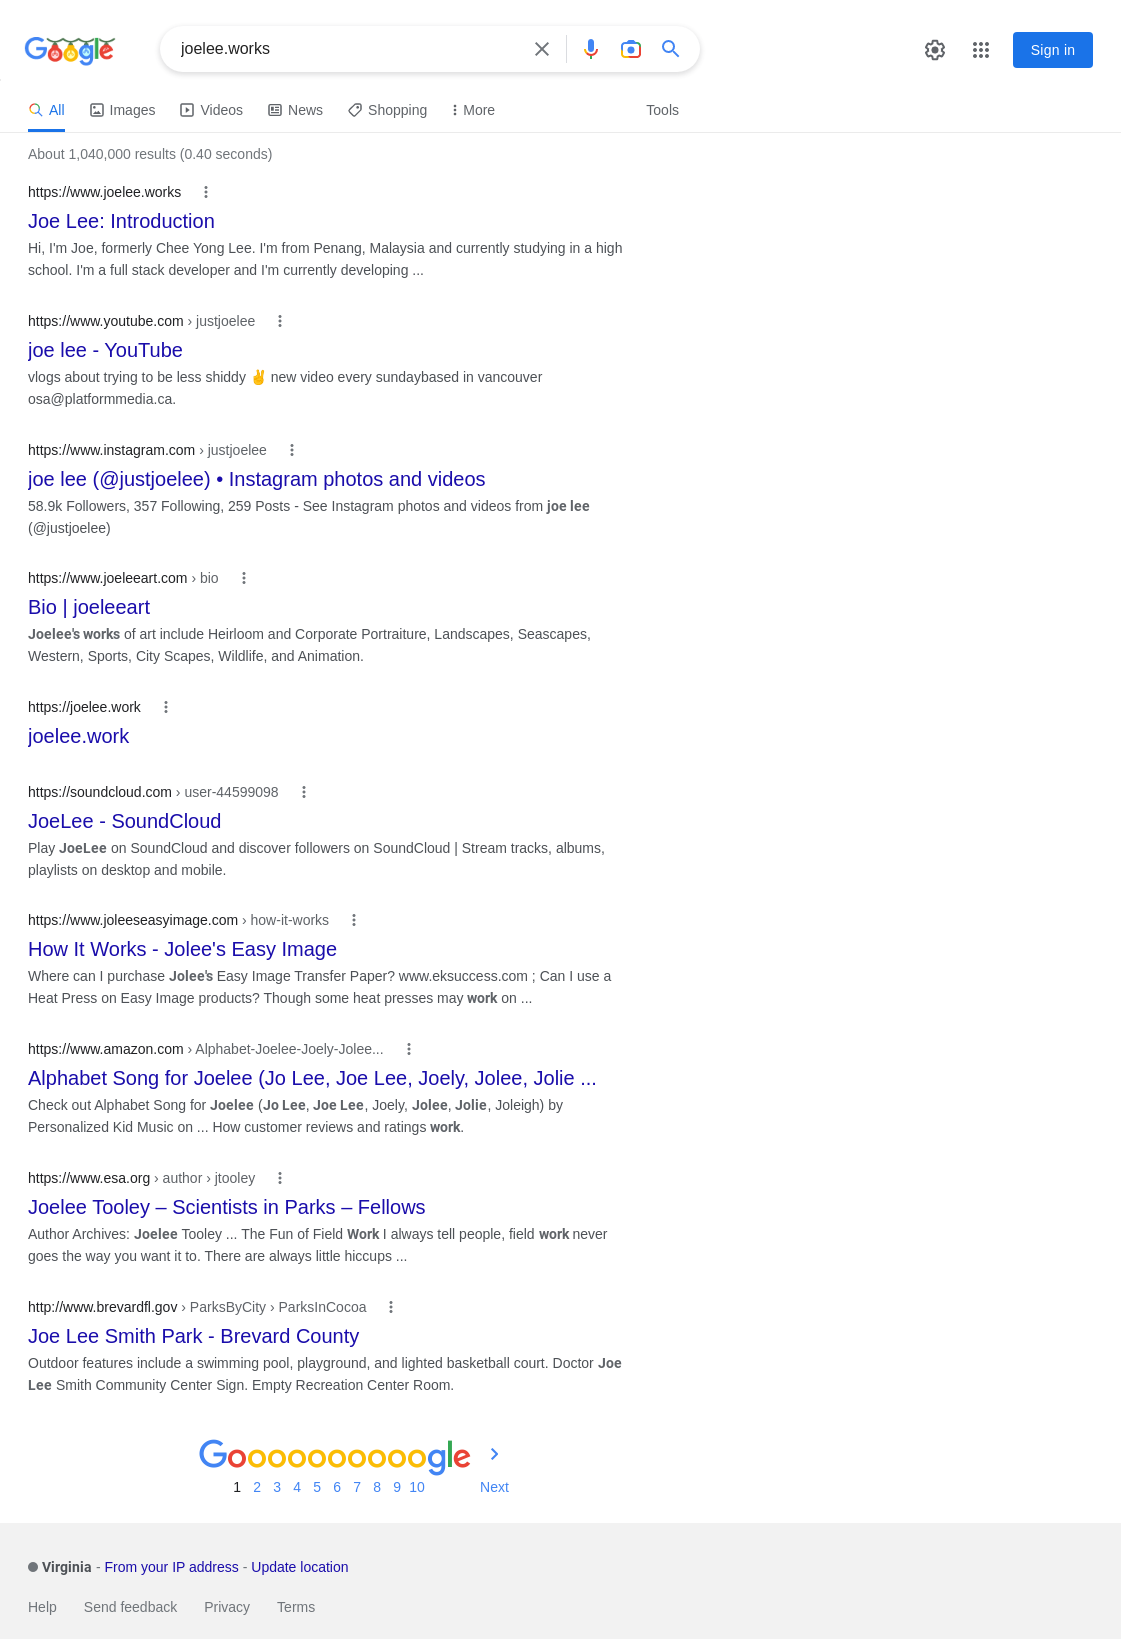 Google
joelee.works
Sign in
All Images Videos News Shopping More Tools
About 1,040,000 results (0.40 seconds)
https://www.joelee.works
Joe Lee: Introduction
Hi, I'm Joe, formerly Chee Yong Lee. I'm from Penang, Malaysia and currently studying in a high
school. I'm a full stack developer and I'm currently developing ...
https://www.youtube.com › justjoelee
joe lee - YouTube
vlogs about trying to be less shiddy ✌ new video every sundaybased in vancouver
osa@platformmedia.ca.
https://www.instagram.com › justjoelee
joe lee (@justjoelee) • Instagram photos and videos
58.9k Followers, 357 Following, 259 Posts - See Instagram photos and videos from joe lee
(@justjoelee)
https://www.joeleeart.com › bio
Bio | joeleeart
Joelee's works of art include Heirloom and Corporate Portraiture, Landscapes, Seascapes,
Western, Sports, City Scapes, Wildlife, and Animation.
https://joelee.work
joelee.work
https://soundcloud.com › user-44599098
JoeLee - SoundCloud
Play JoeLee on SoundCloud and discover followers on SoundCloud | Stream tracks, albums,
playlists on desktop and mobile.
https://www.joleeseasyimage.com › how-it-works
How It Works - Jolee's Easy Image
Where can I purchase Jolee's Easy Image Transfer Paper? www.eksuccess.com ; Can I use a
Heat Press on Easy Image products? Though some heat presses may work on ...
https://www.amazon.com › Alphabet-Joelee-Joely-Jolee...
Alphabet Song for Joelee (Jo Lee, Joe Lee, Joely, Jolee, Jolie ...
Check out Alphabet Song for Joelee (Jo Lee, Joe Lee, Joely, Jolee, Jolie, Joleigh) by
Personalized Kid Music on ... How customer reviews and ratings work.
https://www.esa.org › author › jtooley
Joelee Tooley – Scientists in Parks – Fellows
Author Archives: Joelee Tooley ... The Fun of Field Work I always tell people, field work never
goes the way you want it to. There are always little hiccups ...
http://www.brevardfl.gov › ParksByCity › ParksInCocoa
Joe Lee Smith Park - Brevard County
Outdoor features include a swimming pool, playground, and lighted basketball court. Doctor Joe
Lee Smith Community Center Sign. Empty Recreation Center Room.
Goooooooooogle
1 2 3 4 5 6 7 8 9 10 Next
Virginia - From your IP address - Update location
Help Send feedback Privacy Terms